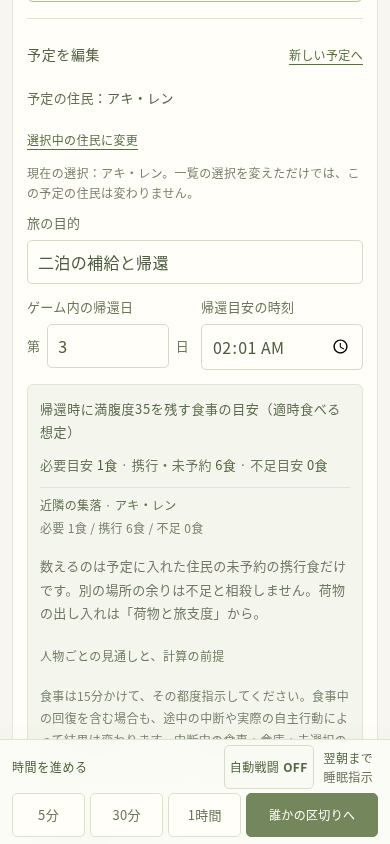 予定を編集
新しい予定へ
予定の住民：アキ・レン
選択中の住民に変更
現在の選択：アキ・レン。一覧の選択を変えただけでは、こ
の予定の住民は変わりません。
旅の目的
二泊の補給と帰還
ゲーム内の帰還日
帰還目安の時刻
第 3 日
02:01 AM
帰還時に満腹度35を残す食事の目安（適時食べる
想定）
必要目安 1食 · 携行・未予約 6食 · 不足目安 0食
近隣の集落 · アキ・レン
必要 1食 / 携行 6食 / 不足 0食
数えるのは予定に入れた住民の未予約の携行食だけ
です。別の場所の余りは不足と相殺しません。荷物
の出し入れは「荷物と旅支度」から。
人物ごとの見通しと、計算の前提
食事は15分かけて、その都度指示してください。食事中
の回復を含む場合も、途中の中断や実際の自主行動によ
時間を進める
自動戦闘 OFF
翌朝まで
睡眠指示
5分
30分
1時間
誰かの区切りへ